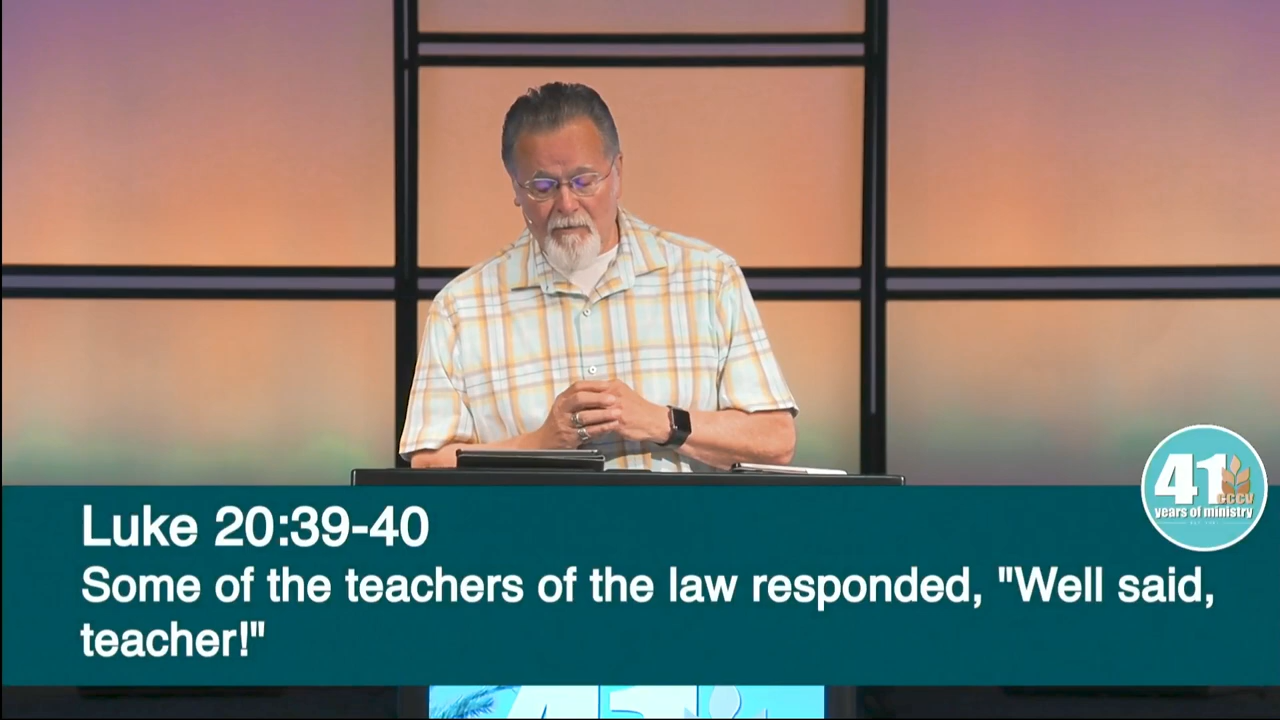 Luke 20:39-40
Some of the teachers of the law responded, "Well said,
teacher!"
41
CCCV
years of ministry